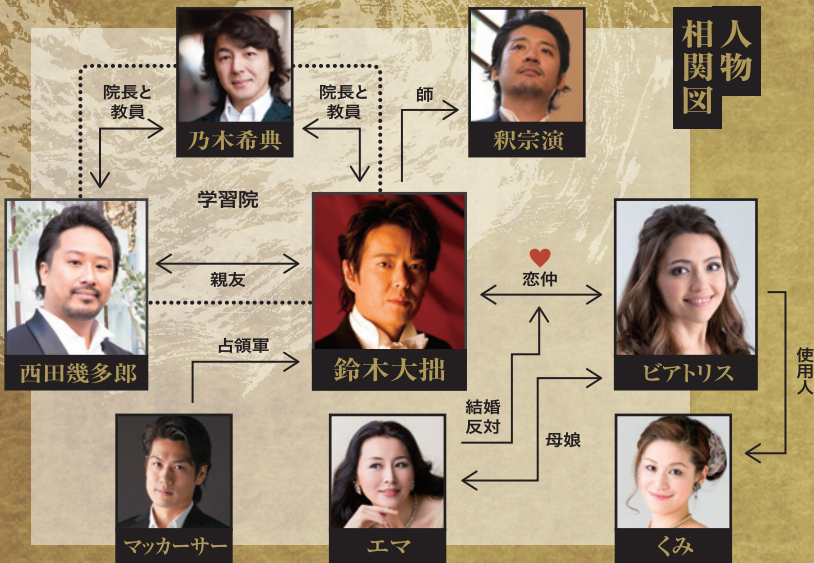 人物
相関図
院長と
教員
乃木希典
院長と
教員
師
釈宗演
学習院
親友
恋仲
西田幾多郎
占領軍
鈴木大拙
ビアトリス
使用人
結婚
反対
母娘
マッカーサー
エマ
くみ